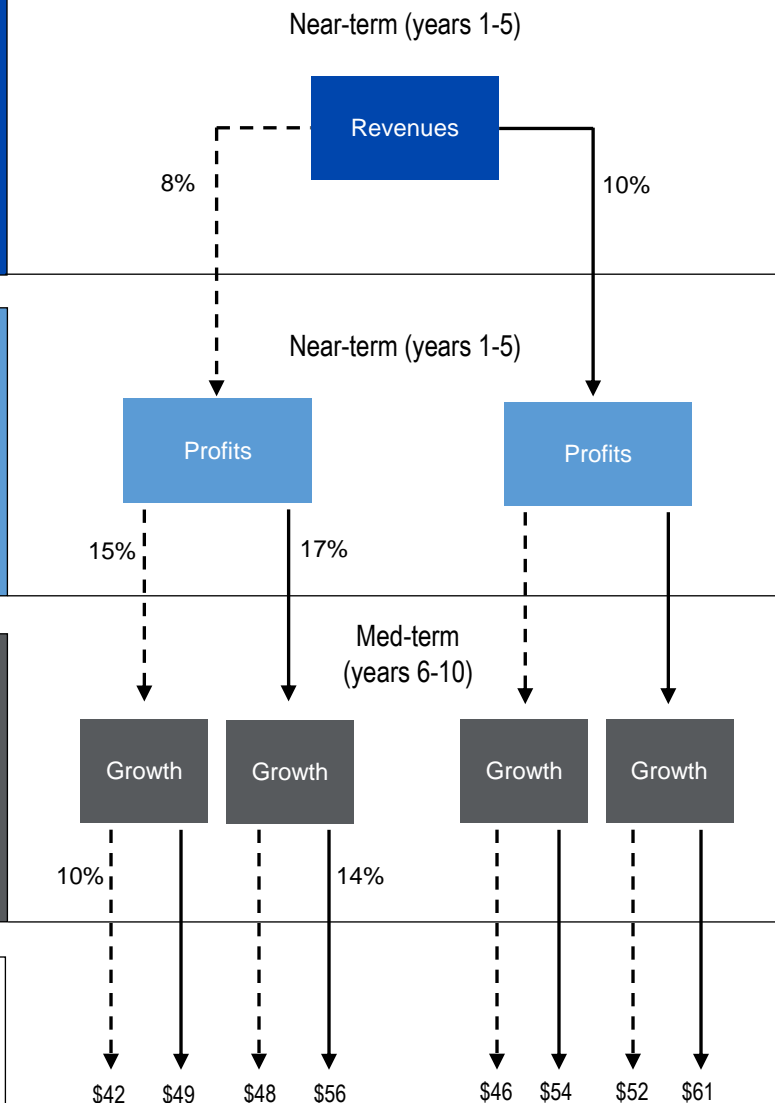 Near-term (years 1-5)
Revenues
8%
10%
Near-term (years 1-5)
Profits
Profits
15%
17%
Med-term
(years 6-10)
Growth
Growth
Growth
Growth
10%
14%
$42
$49
$48
$56
$46
$54
$52
$61